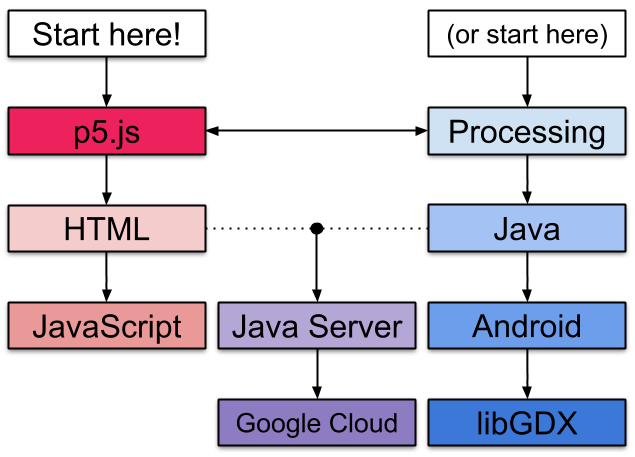 Start here!
(or start here)
p5.js
Processing
HTML
Java
JavaScript
Java Server
Android
Google Cloud
libGDX